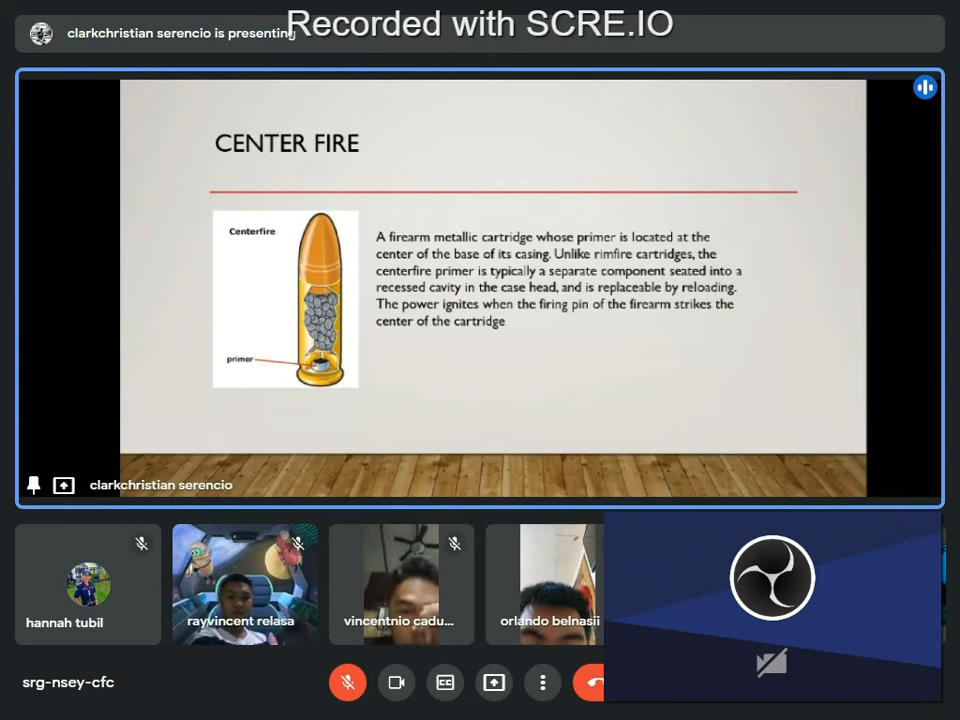 Recorded with SCRE.IO
clarkchristian serencio is presenting
CENTER FIRE
Centerfire
primer
A firearm metallic cartridge whose primer is located at the
center of the base of its casing. Unlike rimfire cartridges, the
centerfire primer is typically a separate component seated into a
recessed cavity in the case head, and is replaceable by reloading.
The power ignites when the firing pin of the firearm strikes the
center of the cartridge
clarkchristian serencio
hannah tubil
rayvincent relasa
vincentnio cadu...
orlando belnasii
srg-nsey-cfc
CC